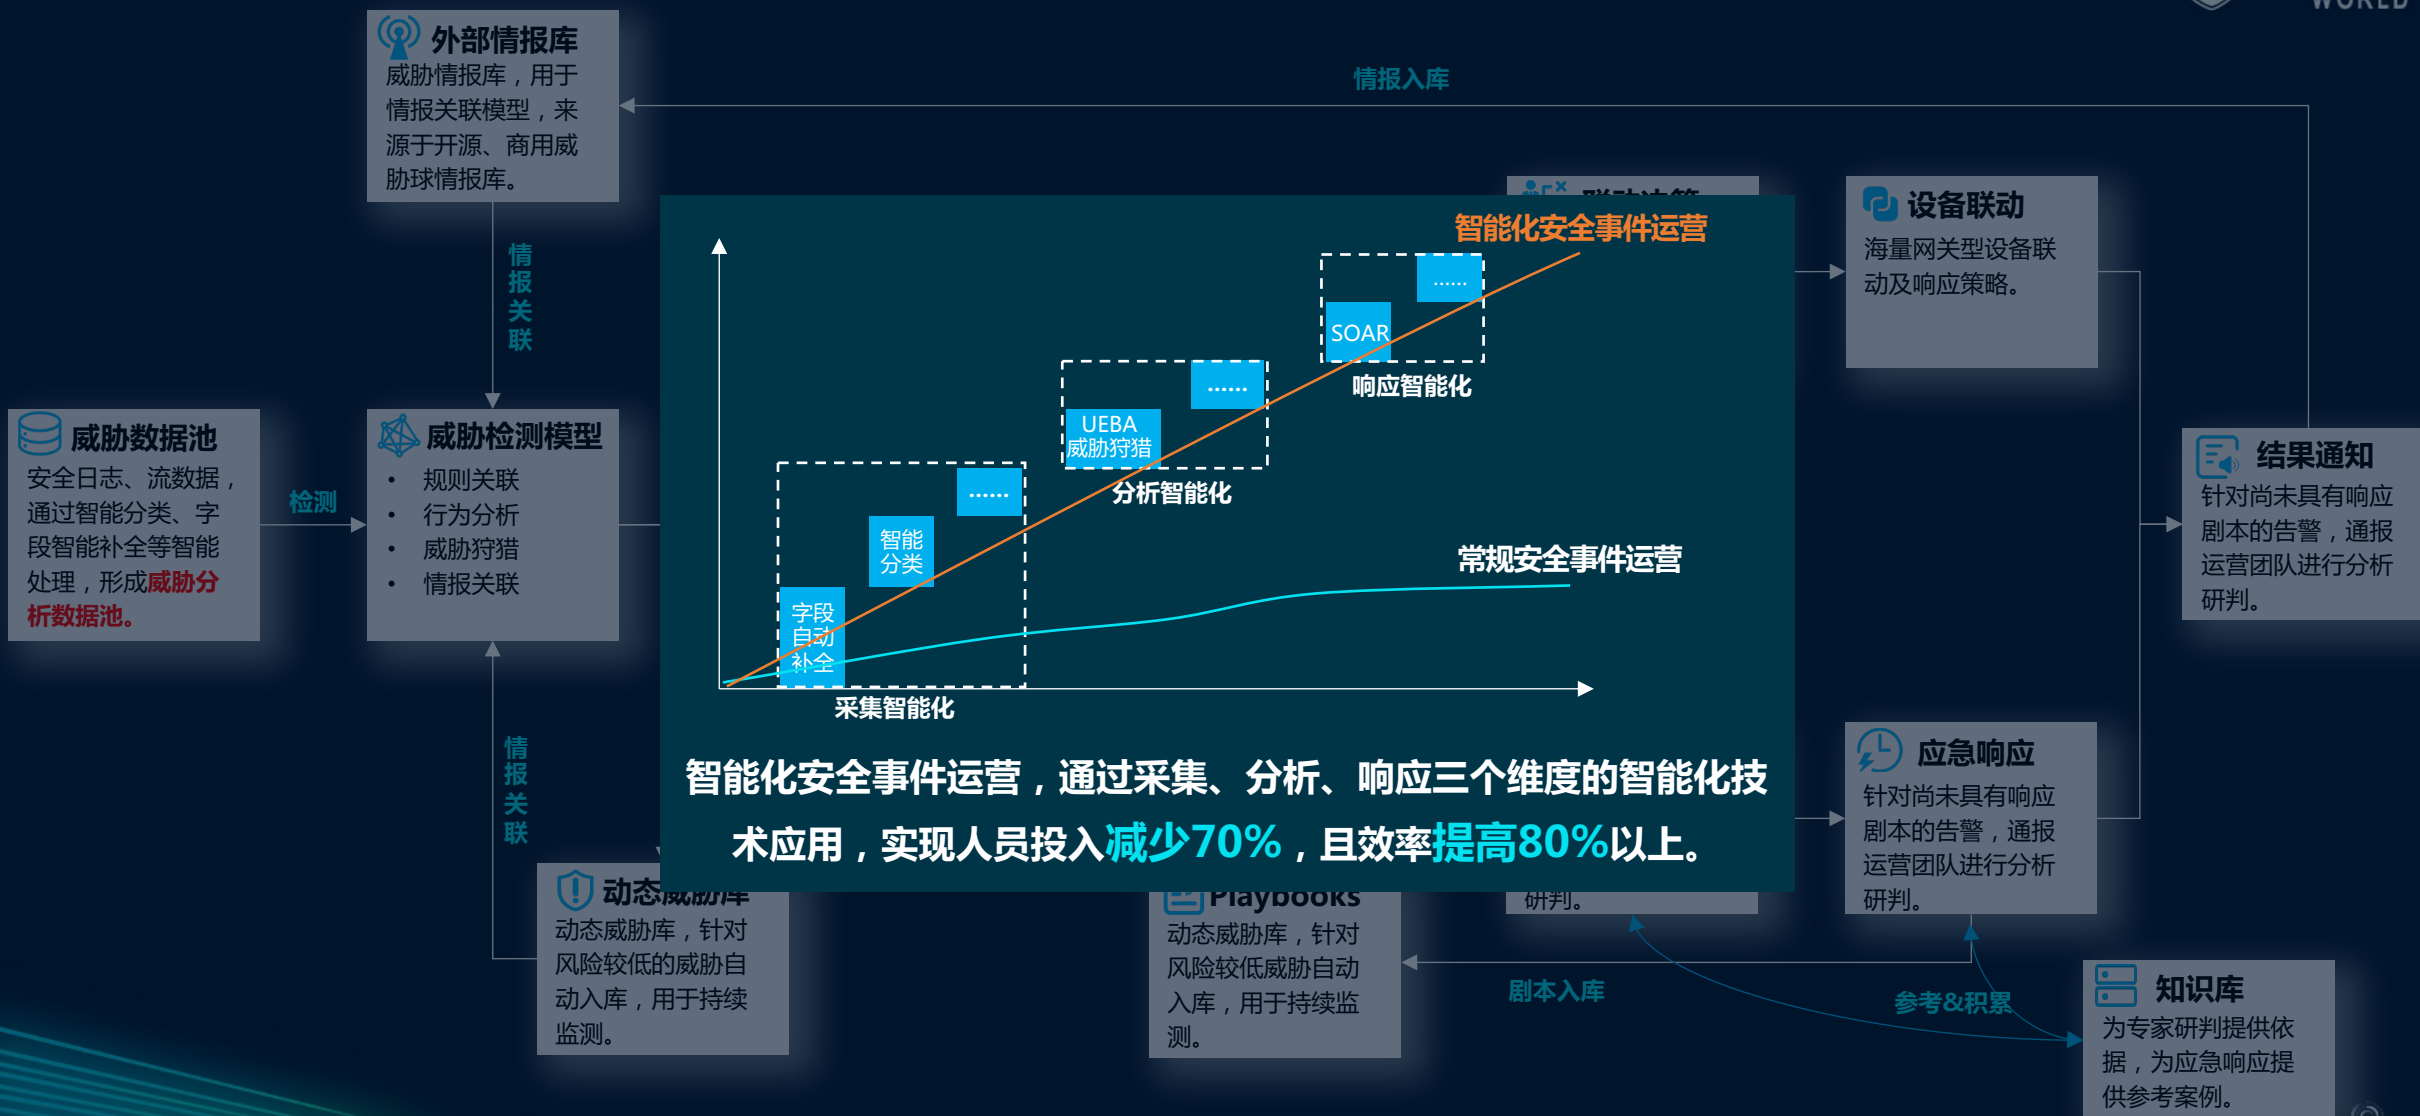 WORLD
外部情报库
威胁情报库，用于
情报关联模型，来
源于开源、商用威
胁球情报库。
情报入库
情
报
关
联
设备联动
海量网关型设备联
动及响应策略。
智能化安全事件运营
......
SOAR
响应智能化
......
UEBA
威胁狩猎
分析智能化
......
智能
分类
字段
自动
补全
采集智能化
常规安全事件运营
智能化安全事件运营，通过采集、分析、响应三个维度的智能化技
术应用，实现人员投入减少70%，且效率提高80%以上。
威胁数据池
安全日志、流数据，
通过智能分类、字
段智能补全等智能
处理，形成威胁分
析数据池。
检测
威胁检测模型
• 规则关联
• 行为分析
• 威胁狩猎
• 情报关联
结果通知
针对尚未具有响应
剧本的告警，通报
运营团队进行分析
研判。
情
报
关
联
应急响应
针对尚未具有响应
剧本的告警，通报
运营团队进行分析
研判。
动态威胁库
动态威胁库，针对
风险较低的威胁自
动入库，用于持续
监测。
Playbooks
动态威胁库，针对
风险较低威胁自动
入库，用于持续监
测。
研判。
剧本入库
参考&积累
知识库
为专家研判提供依
据，为应急响应提
供参考案例。